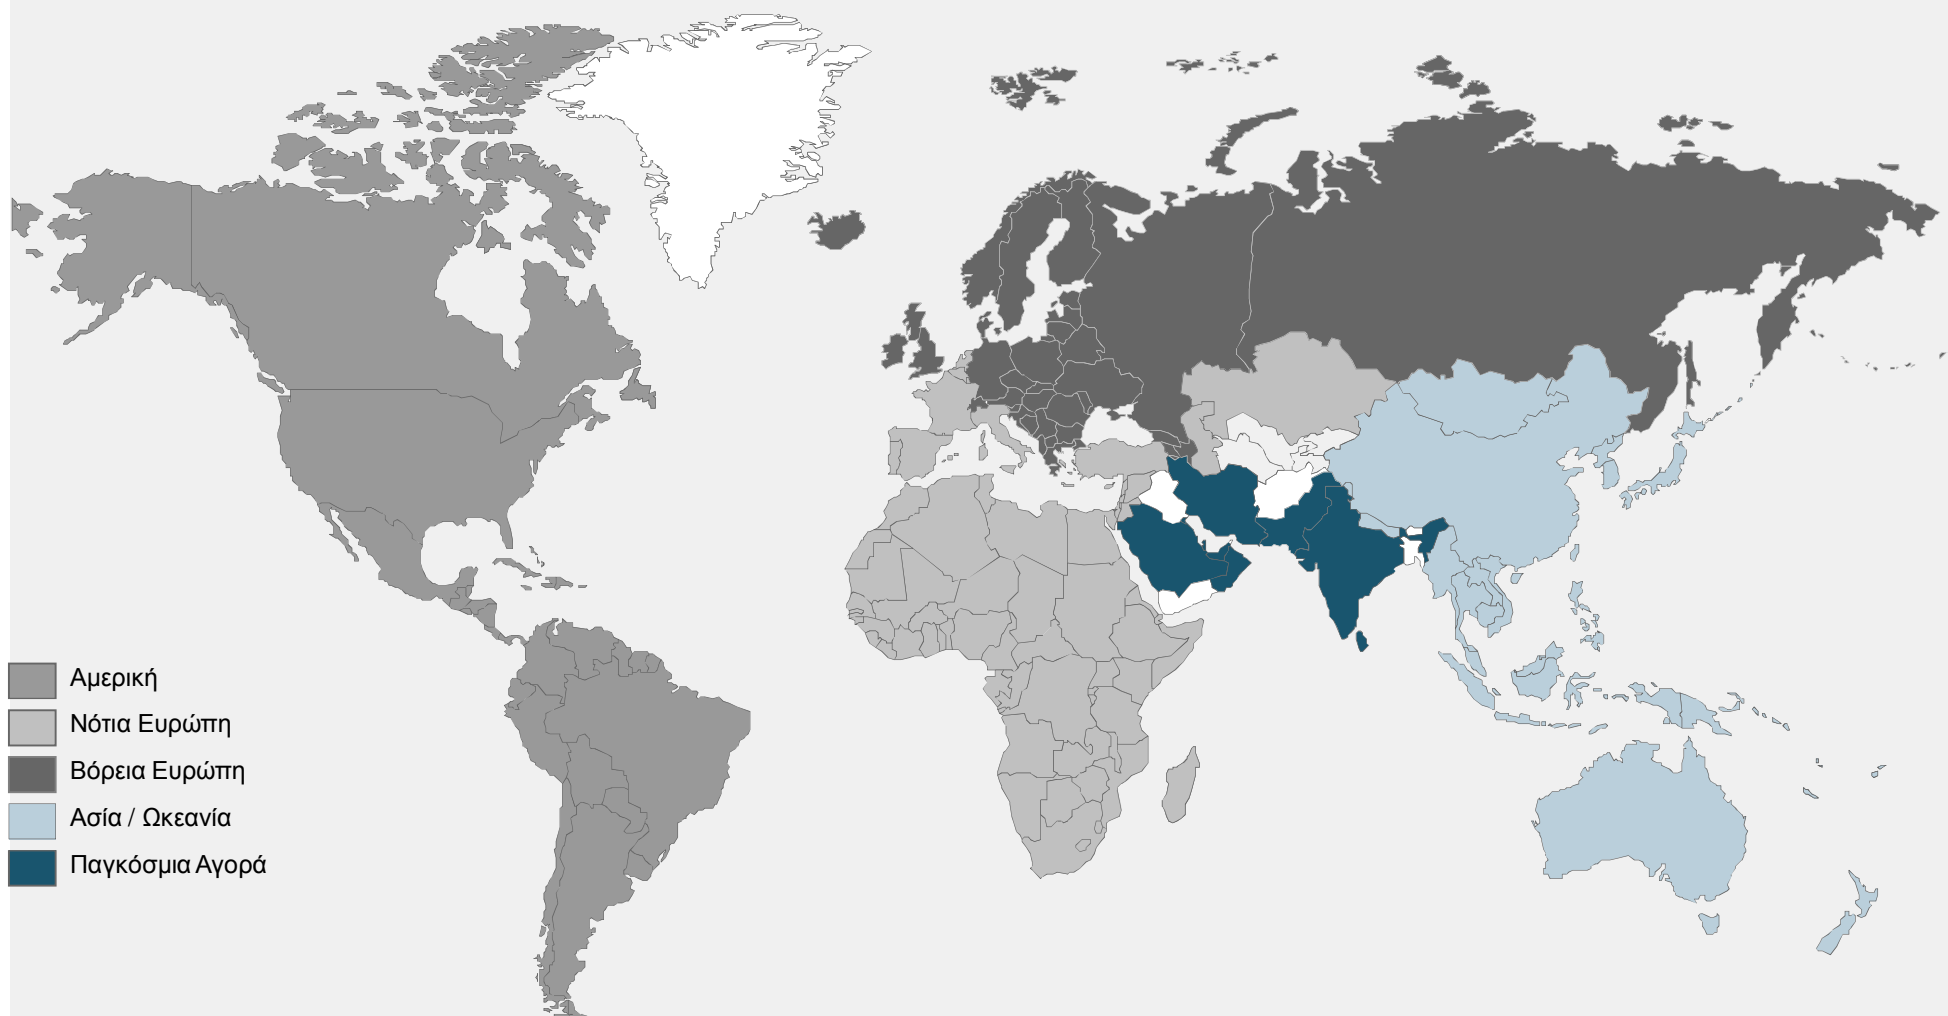 Αμερική
Νότια Ευρώπη
Βόρεια Ευρώπη
Ασία / Ωκεανία
Παγκόσμια Αγορά